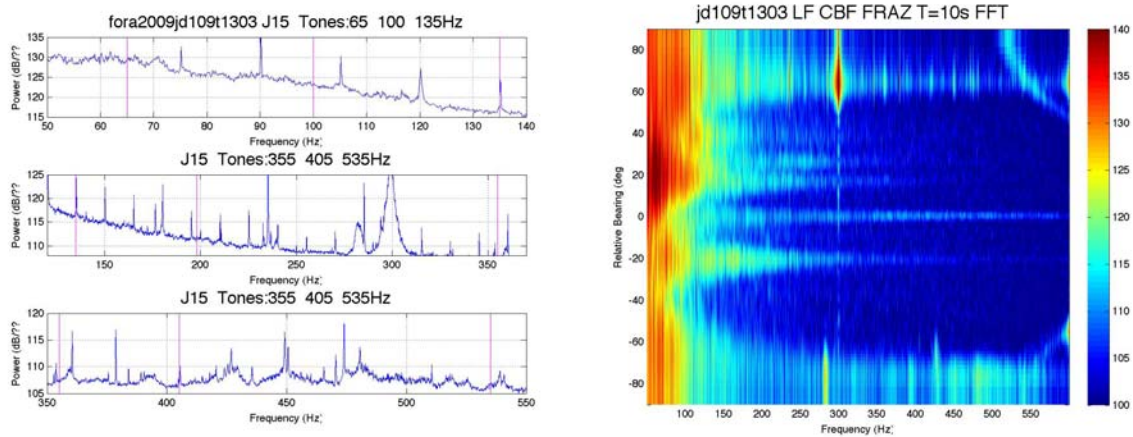 fora2009jd109t1303 J15 Tones:65 100 135Hz
Power (dB/??
135
130
125
120
115
50 60 70 80 90 100 110 120 130 140
Frequency (Hz;
J15 Tones:355 405 535Hz
Power (dB/??
125
120
115
110
150 200 250 300 350
Frequency (Hz;
J15 Tones:355 405 535Hz
Power (dB/??
120
115
110
105
350 400 450 500 550
Frequency (Hz;
jd109t1303 LF CBF FRAZ T=10s FFT
Relative Bearing (deg
80
60
40
20
0
-20
-40
-60
-80
100 150 200 250 300 350 400 450 500 550
Frequency (Hz;
140
135
130
125
120
115
110
105
100